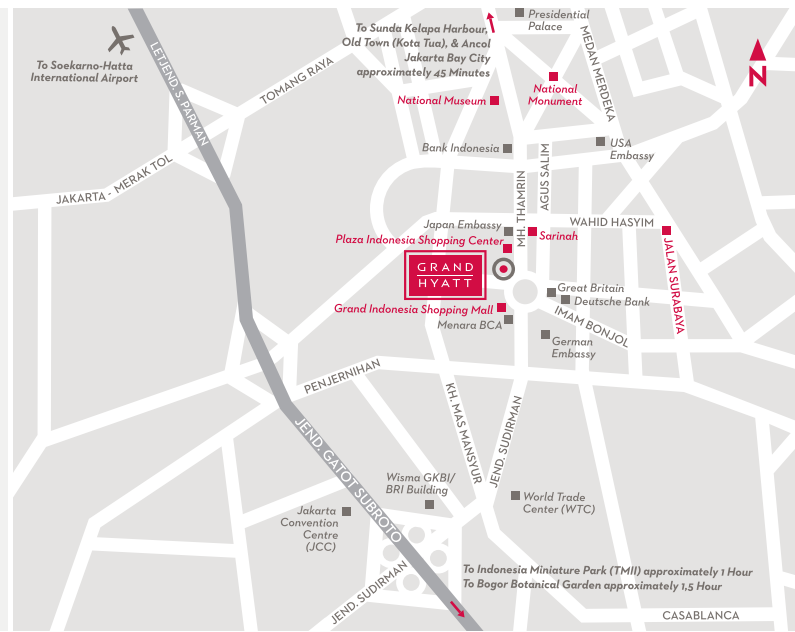 Presidential
Palace
To Sunda Kelapa Harbour,
Old Town (Kota Tua), & Ancol
Jakarta Bay City
approximately 45 Minutes
To Soekarno-Hatta
International Airport
LETJEND. S. PARMAN
TOMANG RAYA
MEDAN MERDEKA
N
National Museum
National
Monument
Bank Indonesia
USA
Embassy
JAKARTA - MERAK TOL
MH. THAMRIN
AGUS SALIM
WAHID HASYIM
Japan Embassy
Sarinah
Plaza Indonesia Shopping Center
JALAN SURABAYA
GRAND
HYATT
Great Britain
Deutsche Bank
Grand Indonesia Shopping Mall
Menara BCA
IMAM BONJOL
German
Embassy
PENJERNIHAN
KH. MAS MANSYUR
JEND. SUDIRMAN
JEND. GATOT SUBROTO
Wisma GKBI/
BRI Building
World Trade
Center (WTC)
Jakarta
Convention
Centre
(JCC)
JEND. SUDIRMAN
To Indonesia Miniature Park (TMII) approximately 1 Hour
To Bogor Botanical Garden approximately 1,5 Hour
CASABLANCA